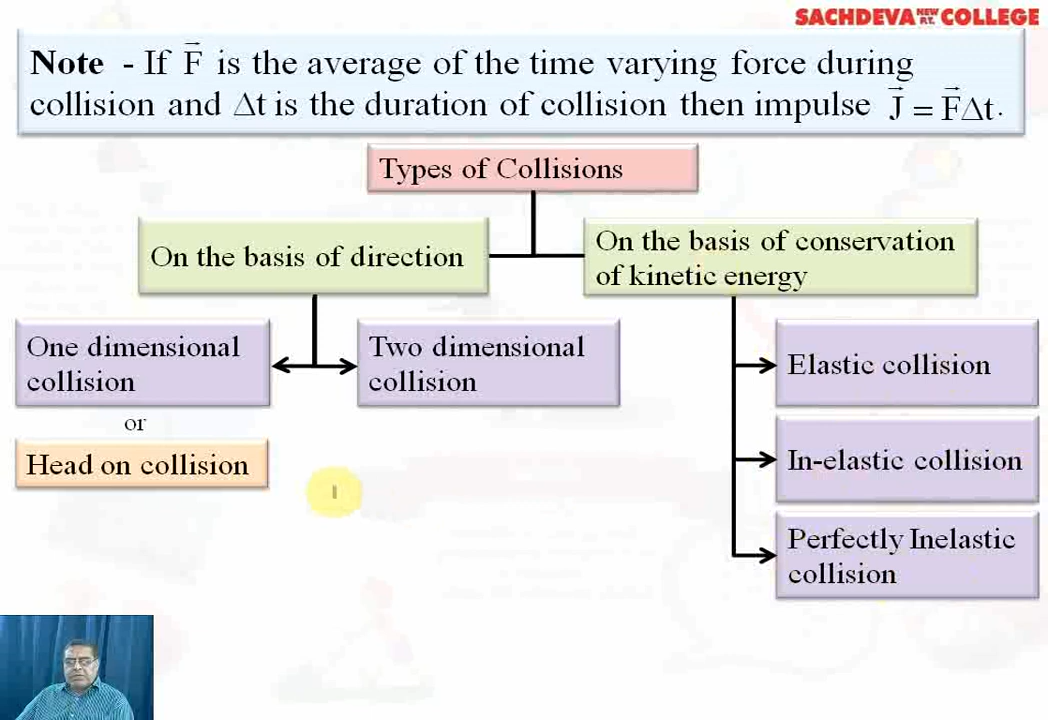 SACHDEVA NEW P.T. COLLEGE
Note - If F⃗ is the average of the time varying force during
collision and Δt is the duration of collision then impulse J⃗ = F⃗Δt.
Types of Collisions
On the basis of direction
On the basis of conservation
of kinetic energy
One dimensional
collision
Two dimensional
collision
or
Head on collision
Elastic collision
In-elastic collision
Perfectly Inelastic
collision